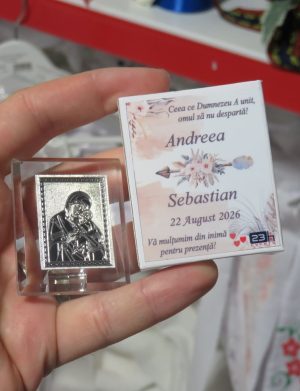 Ceea ce Dumnezeu A unit,
omul să nu despartă!
Andreea
Sebastian
22 August 2026
Vă mulțumim din inimă
pentru prezență!
23